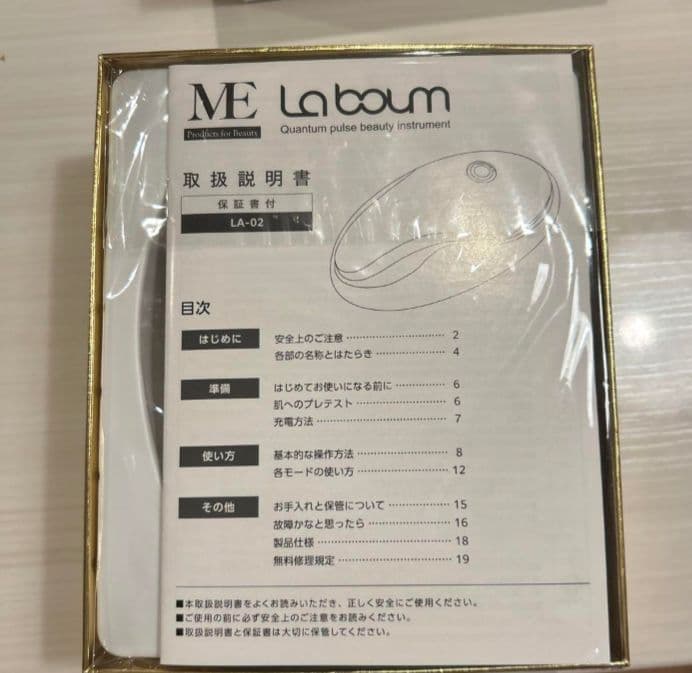 ME
Products for Beauty
Laboum
Quantum pulse beauty instrument
取扱説明書
保証書付
LA-02
目次
はじめに
安全上のご注意 ………………………… 2
各部の名称とはたらき ………………… 4
準備
はじめてお使いになる前に …………… 6
肌へのプレテスト ……………………… 6
充電方法 ………………………………… 7
使い方
基本的な操作方法 ……………………… 8
各モードの使い方 ……………………… 12
その他
お手入れと保管について ……………… 15
故障かなと思ったら …………………… 16
製品仕様 ………………………………… 18
無料修理規定 …………………………… 19
■本取扱説明書をよくお読みいただき、正しく安全にご使用ください。
■ご使用の前に必ず安全上のご注意をお読みください。
■取扱説明書と保証書は大切に保管してください。